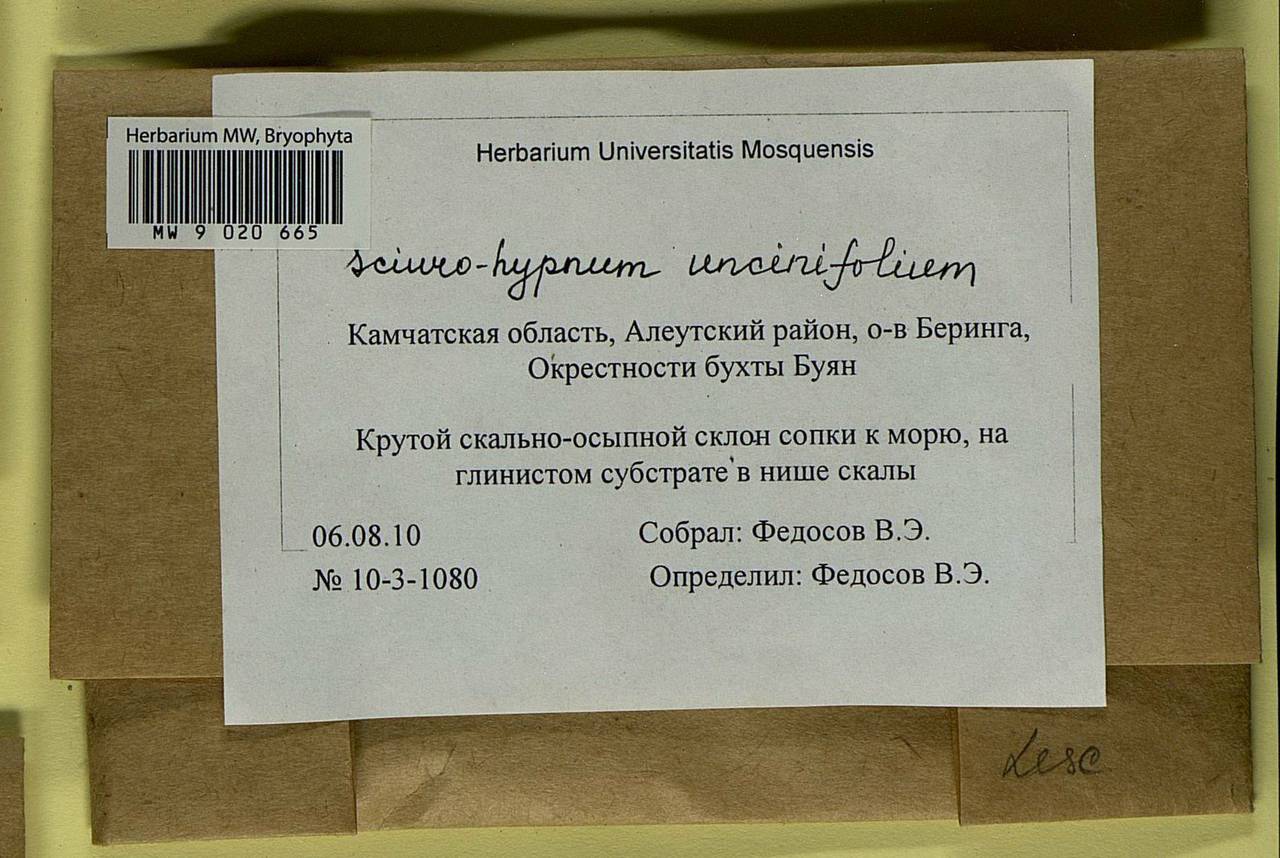 Herbarium MW, Bryophyta
MW 9 020 665
Herbarium Universitatis Mosquensis
Sciuro-hypnum uncinifolium
Камчатская область, Алеутский район, о-в Беринга,
Окрестности бухты Буян
Крутой скально-осыпной склон сопки к морю, на
глинистом субстрате в нише скалы
06.08.10 Собрал: Федосов В.Э.
№ 10-3-1080 Определил: Федосов В.Э.
Desc